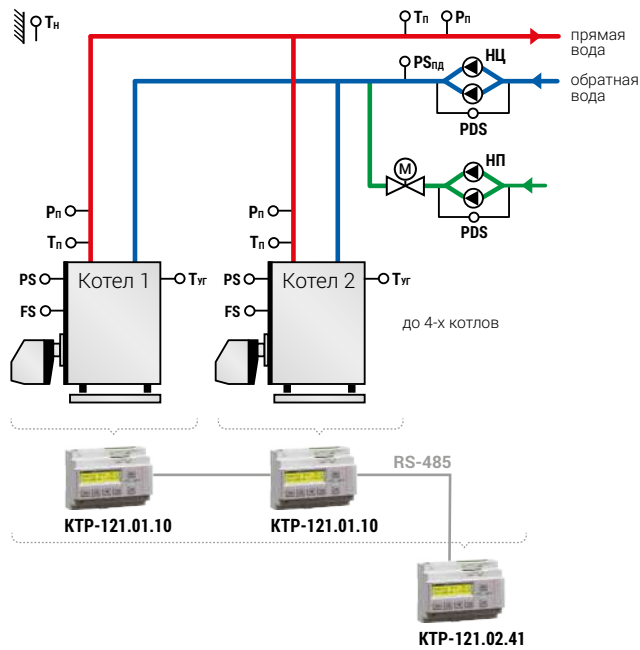 Tн
Tп Pп
прямая
вода
НЦ
PSпд
обратная
вода
PDS
M
НП
PDS
Pп Pп
Tп Tп
PS Котел 1 Tуг PS Котел 2 Tуг
FS FS
до 4-х котлов
RS-485
КТР-121.01.10 КТР-121.01.10
КТР-121.02.41